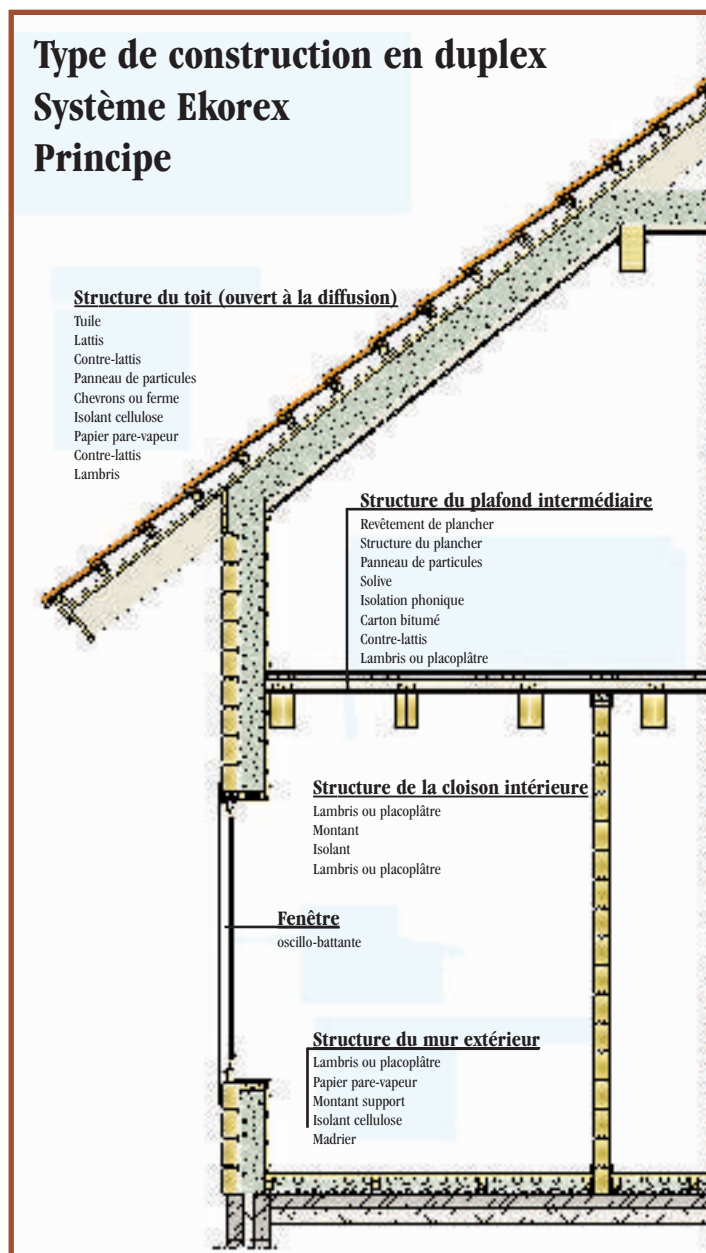 Type de construction en duplex
Système Ekorex
Principe
Structure du toit (ouvert à la diffusion)
Tuile
Lattis
Contre-lattis
Panneau de particules
Chevrons ou ferme
Isolant cellulose
Papier pare-vapeur
Contre-lattis
Lambris
Structure du plafond intermédiaire
Revêtement de plancher
Structure du plancher
Panneau de particules
Solive
Isolation phonique
Carton bitumé
Contre-lattis
Lambris ou placoplâtre
Structure de la cloison intérieure
Lambris ou placoplâtre
Montant
Isolant
Lambris ou placoplâtre
Fenêtre
oscillo-battante
Structure du mur extérieur
Lambris ou placoplâtre
Papier pare-vapeur
Montant support
Isolant cellulose
Madrier